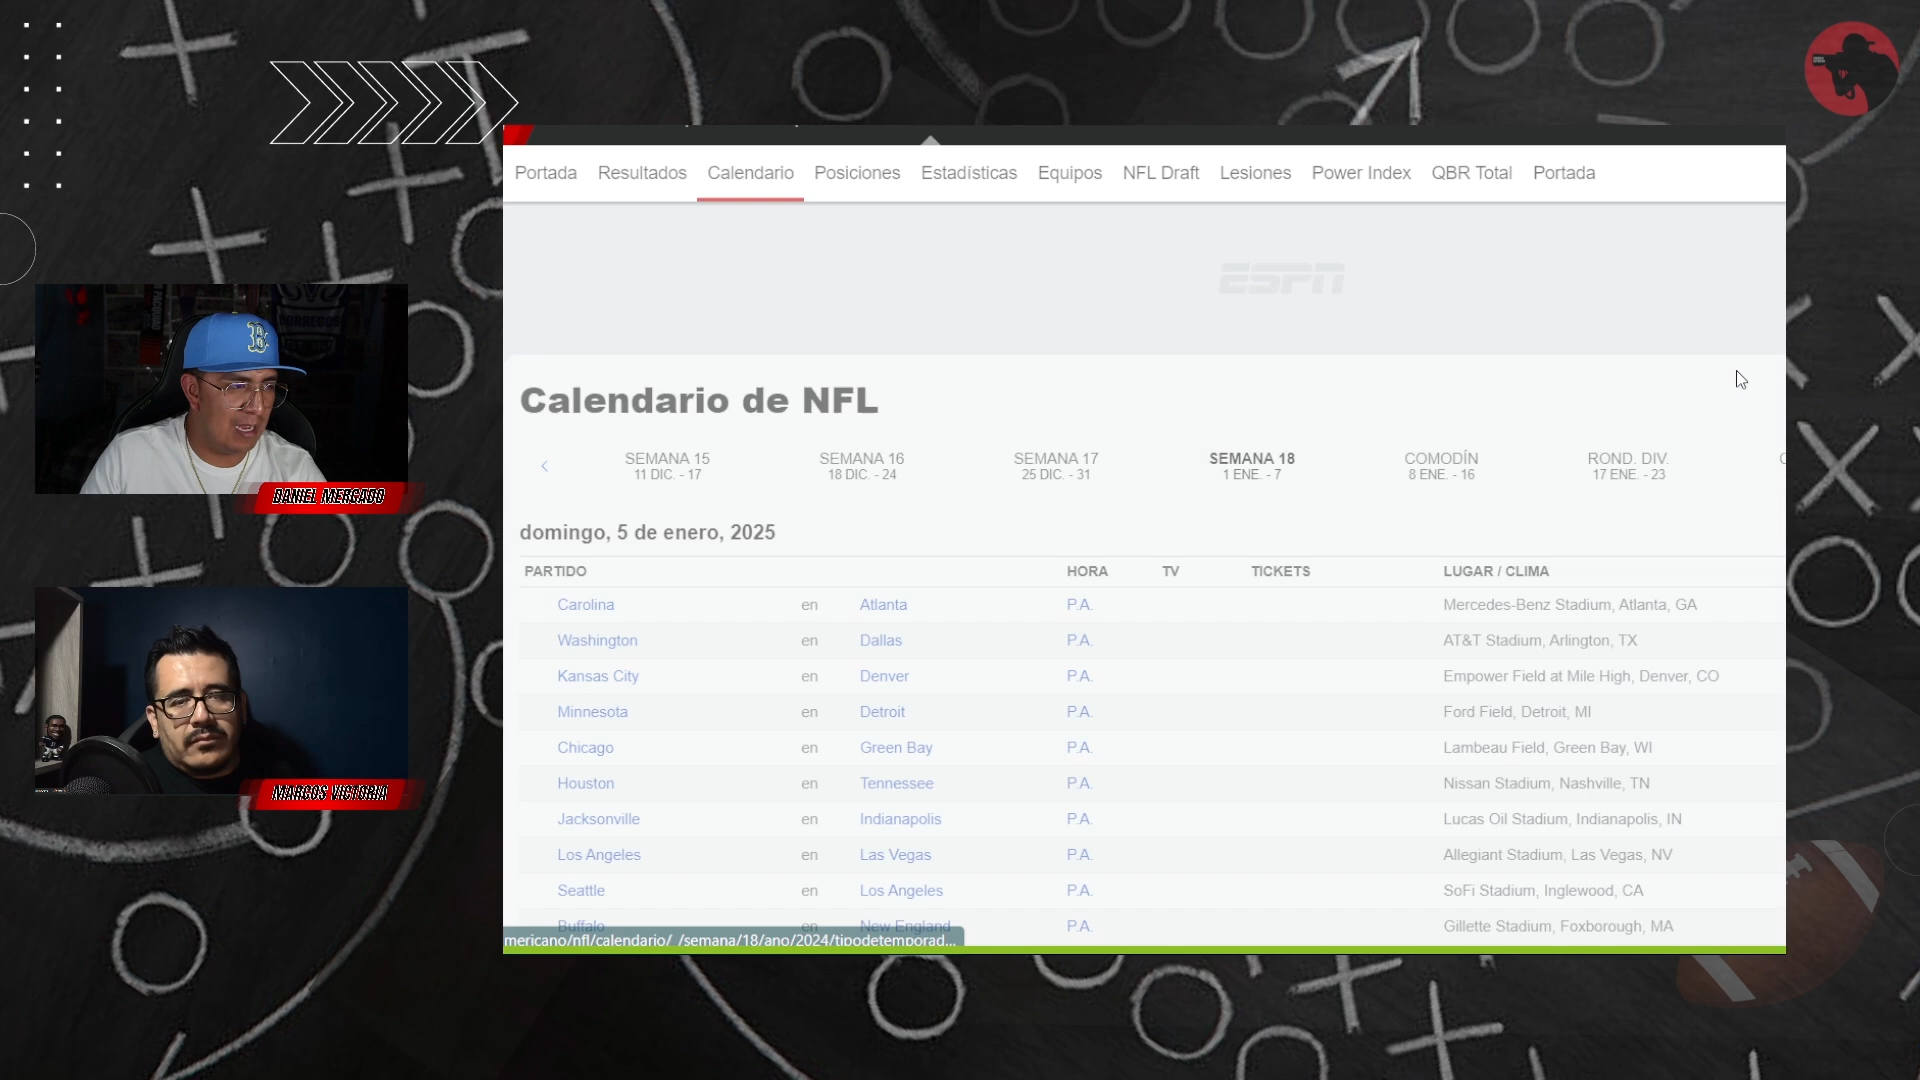 Portada Resultados Calendario Posiciones Estadísticas Equipos NFL Draft Lesiones Power Index QBR Total Portada
ESPN
Calendario de NFL
SEMANA 15 SEMANA 16 SEMANA 17 SEMANA 18 COMODÍN ROND. DIV.
11 DIC. - 17 18 DIC. - 24 25 DIC. - 31 1 ENE. - 7 8 ENE. - 16 17 ENE. - 23
domingo, 5 de enero, 2025
PARTIDO HORA TV TICKETS LUGAR / CLIMA
Carolina en Atlanta P.A. Mercedes-Benz Stadium, Atlanta, GA
Washington en Dallas P.A. AT&T Stadium, Arlington, TX
Kansas City en Denver P.A. Empower Field at Mile High, Denver, CO
Minnesota en Detroit P.A. Ford Field, Detroit, MI
Chicago en Green Bay P.A. Lambeau Field, Green Bay, WI
Houston en Tennessee P.A. Nissan Stadium, Nashville, TN
Jacksonville en Indianapolis P.A. Lucas Oil Stadium, Indianapolis, IN
Los Angeles en Las Vegas P.A. Allegiant Stadium, Las Vegas, NV
Seattle en Los Angeles P.A. SoFi Stadium, Inglewood, CA
Buffalo en New England P.A. Gillette Stadium, Foxborough, MA
mericano/nfl/calendario/_/semana/18/ano/2024/tipodetemporad...
B
BORREGOS
DANIEL MERCADO
MARCOS VICTORIA